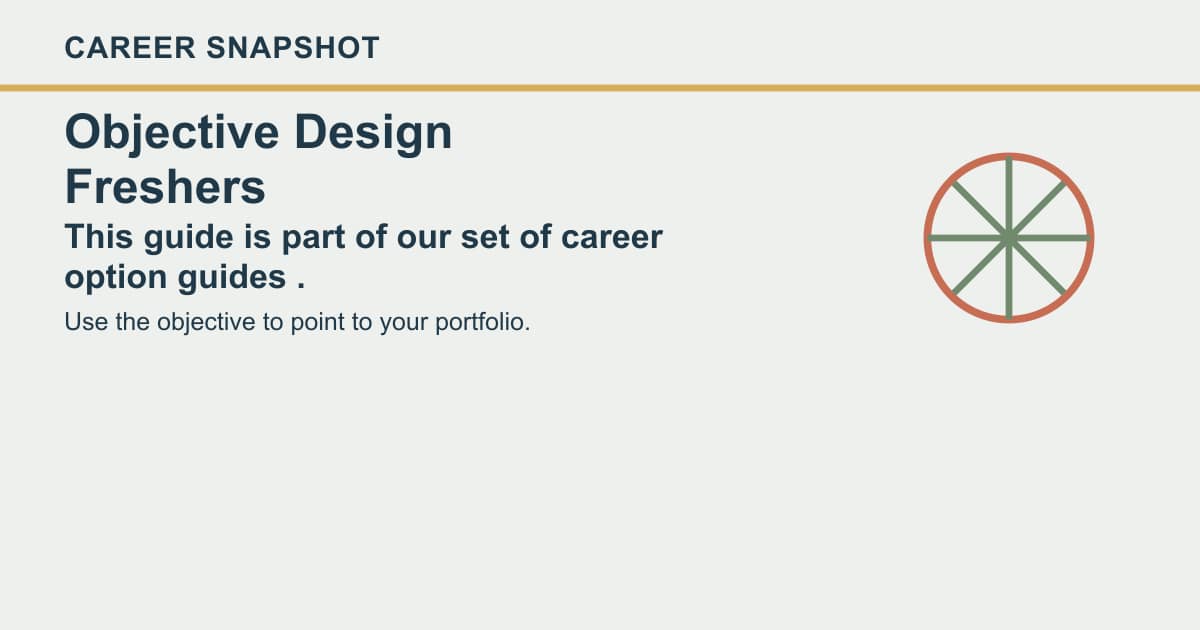 CAREER SNAPSHOT
Objective Design
Freshers
This guide is part of our set of career
option guides .
Use the objective to point to your portfolio.